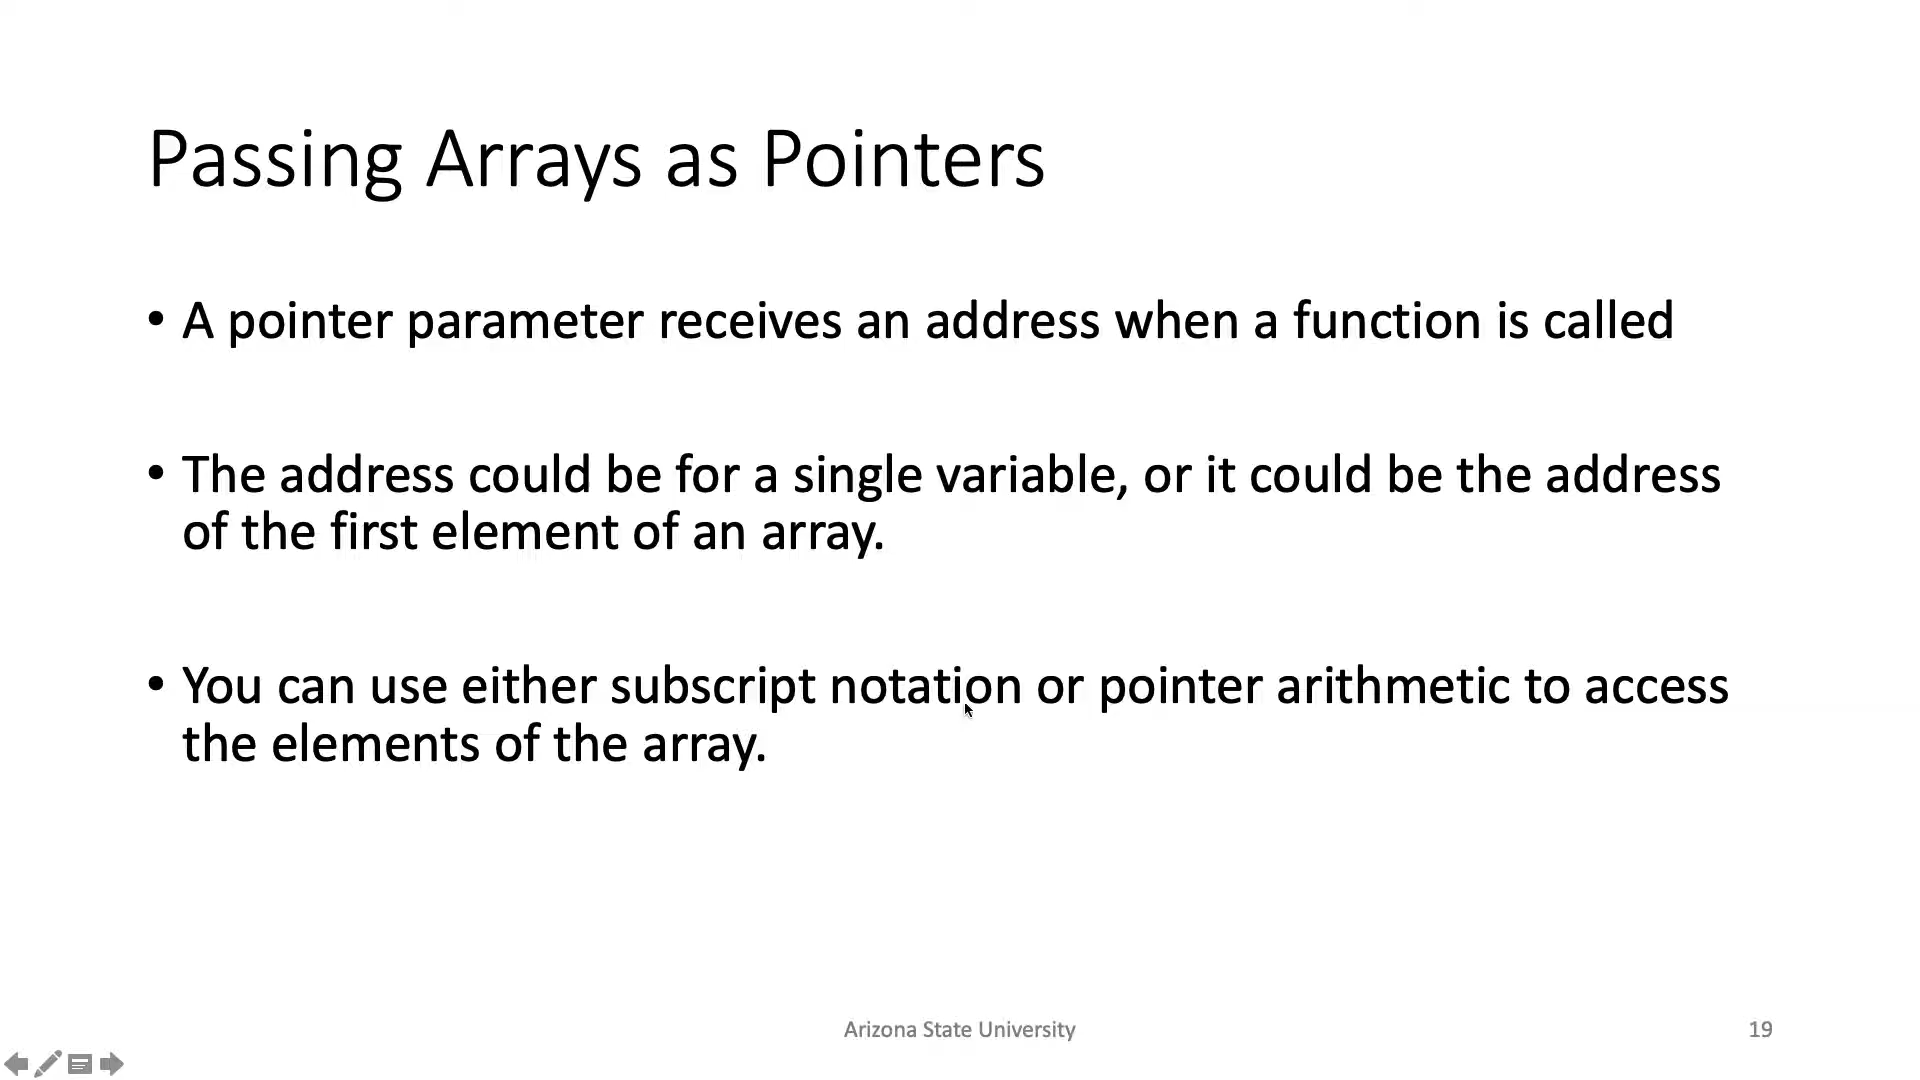 Passing Arrays as Pointers
• A pointer parameter receives an address when a function is called
• The address could be for a single variable, or it could be the address
of the first element of an array.
• You can use either subscript notation or pointer arithmetic to access
the elements of the array.
Arizona State University
19